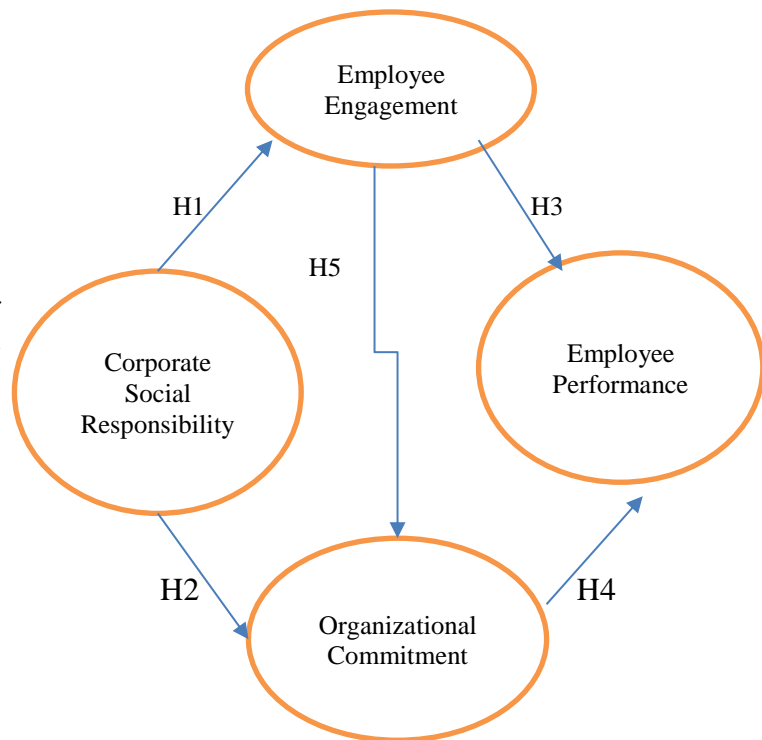 Employee
Engagement
H1
H3
H5
Corporate
Social
Responsibility
Employee
Performance
H2
H4
Organizational
Commitment